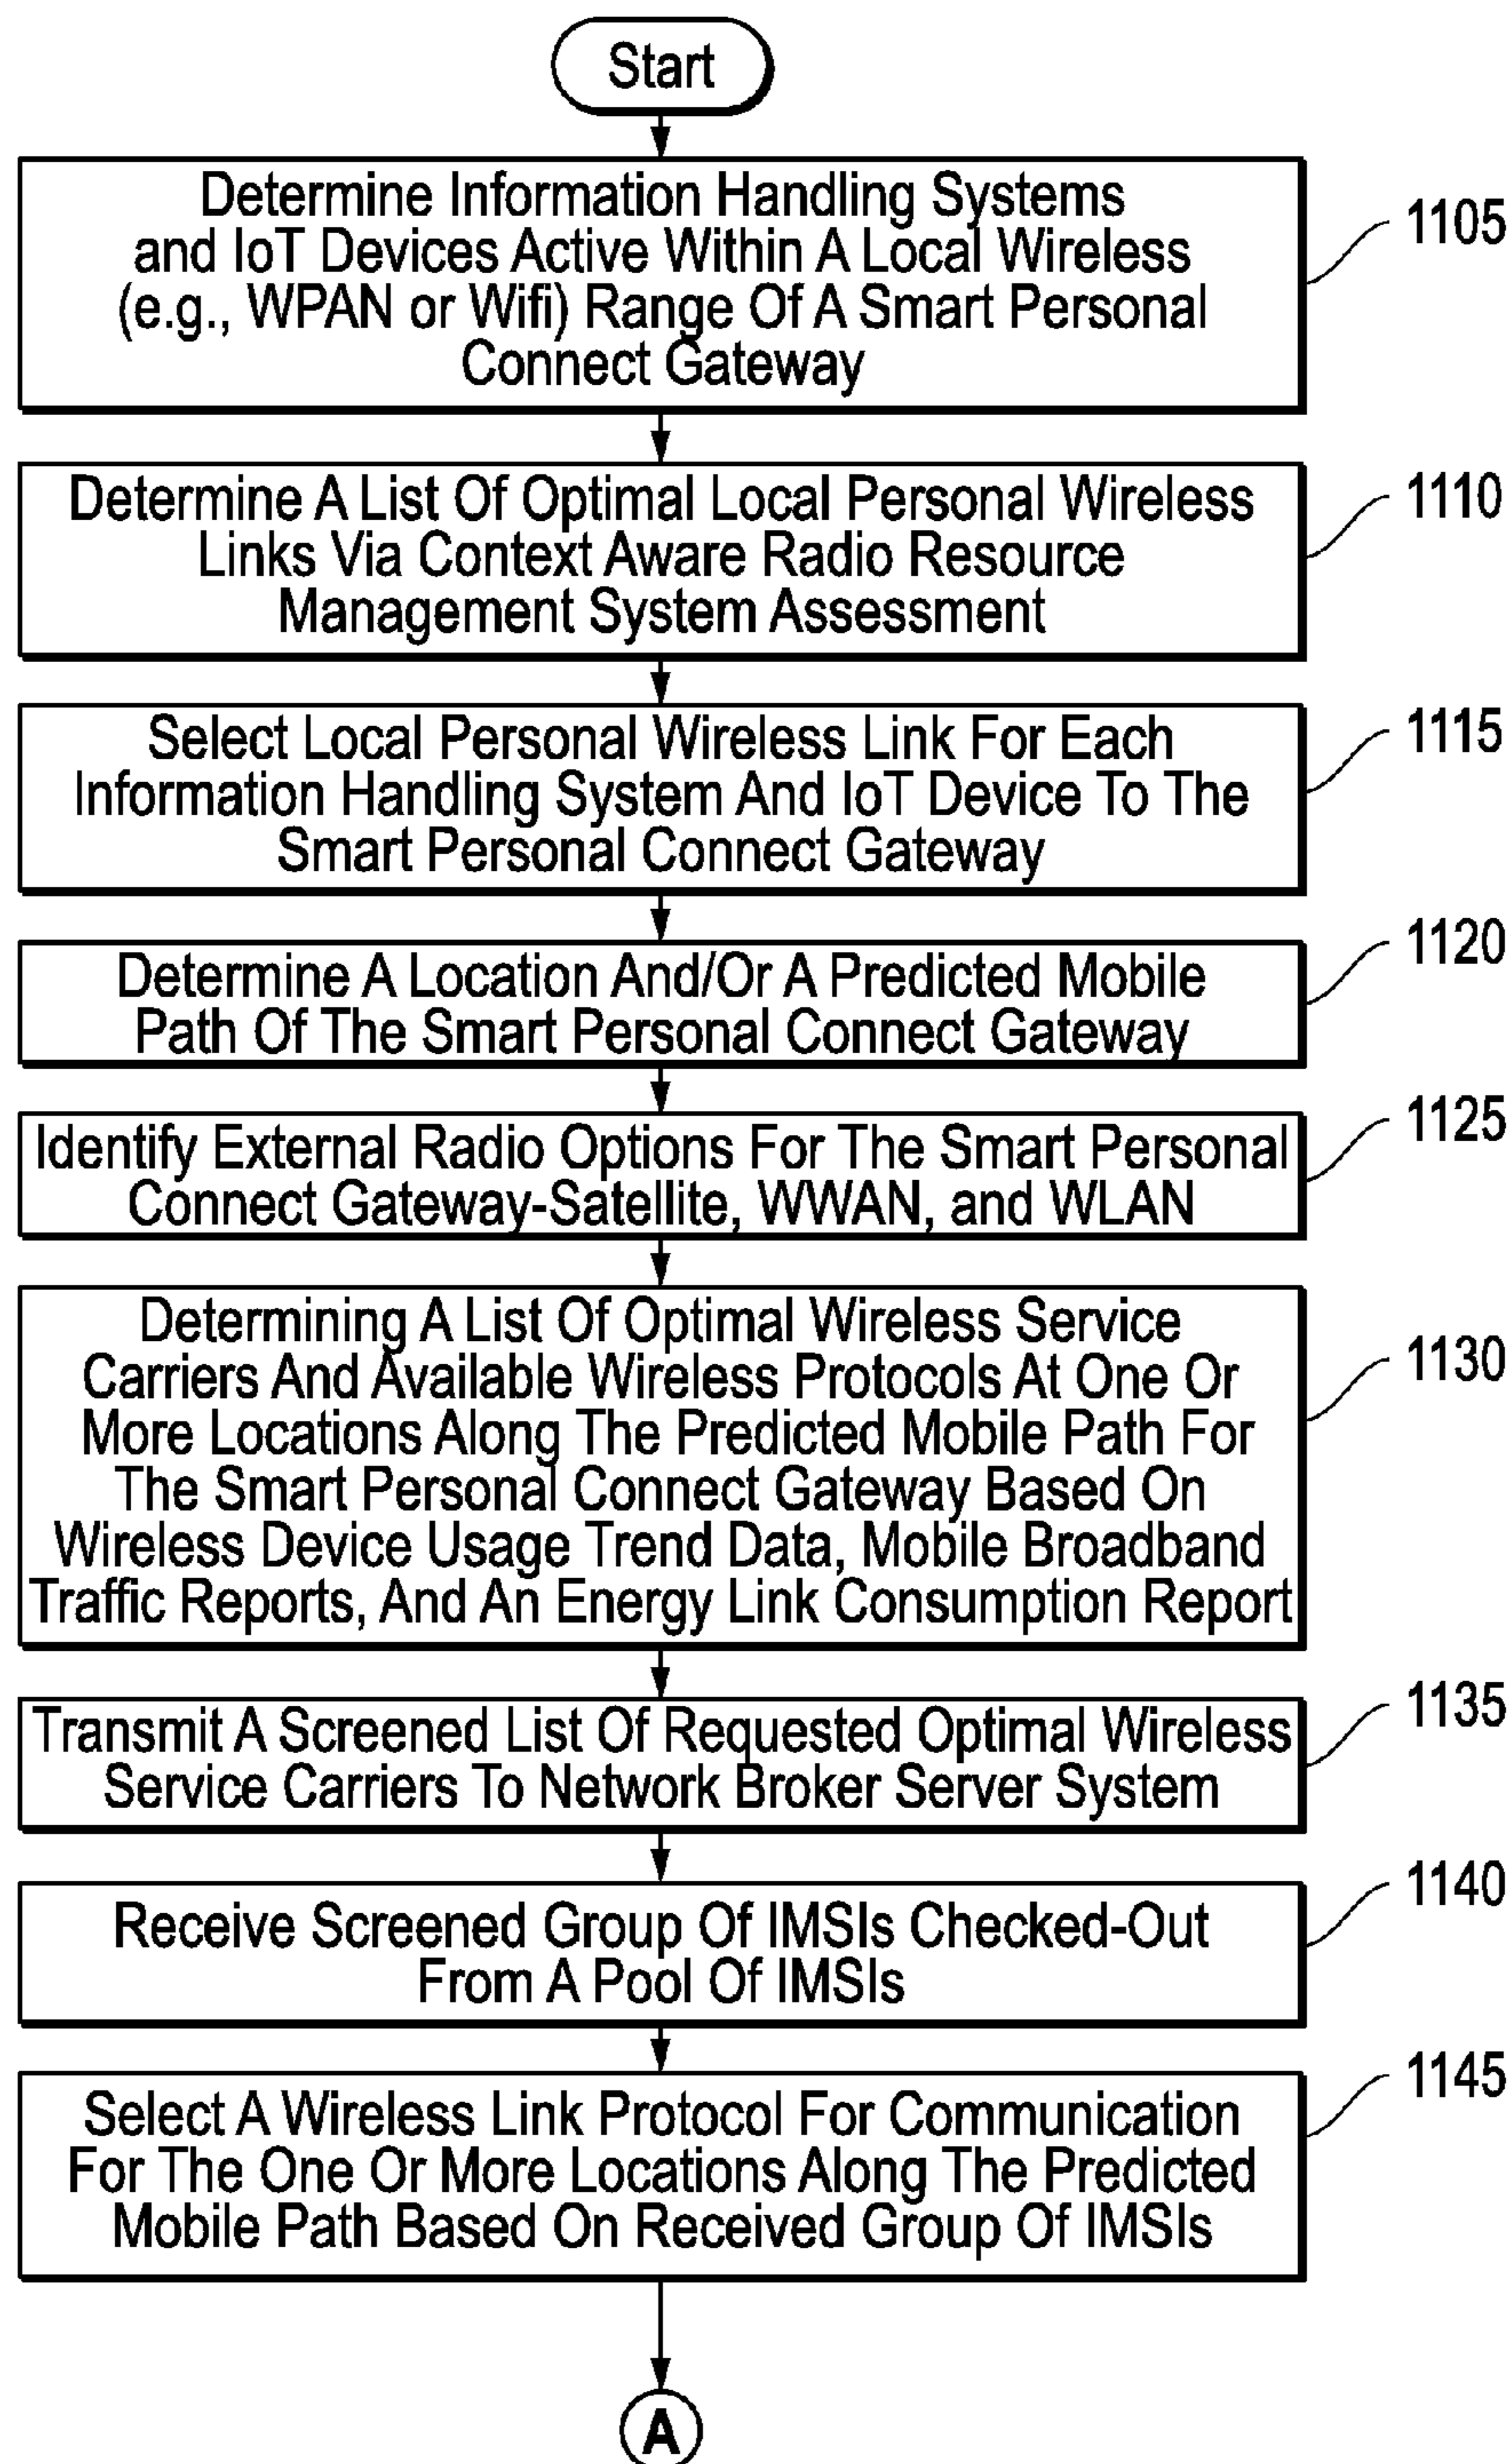 Start
Determine Information Handling Systems
and IoT Devices Active Within A Local Wireless
(e.g., WPAN or Wifi) Range Of A Smart Personal
Connect Gateway
1105
Determine A List Of Optimal Local Personal Wireless
Links Via Context Aware Radio Resource
Management System Assessment
1110
Select Local Personal Wireless Link For Each
Information Handling System And IoT Device To The
Smart Personal Connect Gateway
1115
Determine A Location And/Or A Predicted Mobile
Path Of The Smart Personal Connect Gateway
1120
Identify External Radio Options For The Smart Personal
Connect Gateway-Satellite, WWAN, and WLAN
1125
Determining A List Of Optimal Wireless Service
Carriers And Available Wireless Protocols At One Or
More Locations Along The Predicted Mobile Path For
The Smart Personal Connect Gateway Based On
Wireless Device Usage Trend Data, Mobile Broadband
Traffic Reports, And An Energy Link Consumption Report
1130
Transmit A Screened List Of Requested Optimal Wireless
Service Carriers To Network Broker Server System
1135
Receive Screened Group Of IMSIs Checked-Out
From A Pool Of IMSIs
1140
Select A Wireless Link Protocol For Communication
For The One Or More Locations Along The Predicted
Mobile Path Based On Received Group Of IMSIs
1145
A